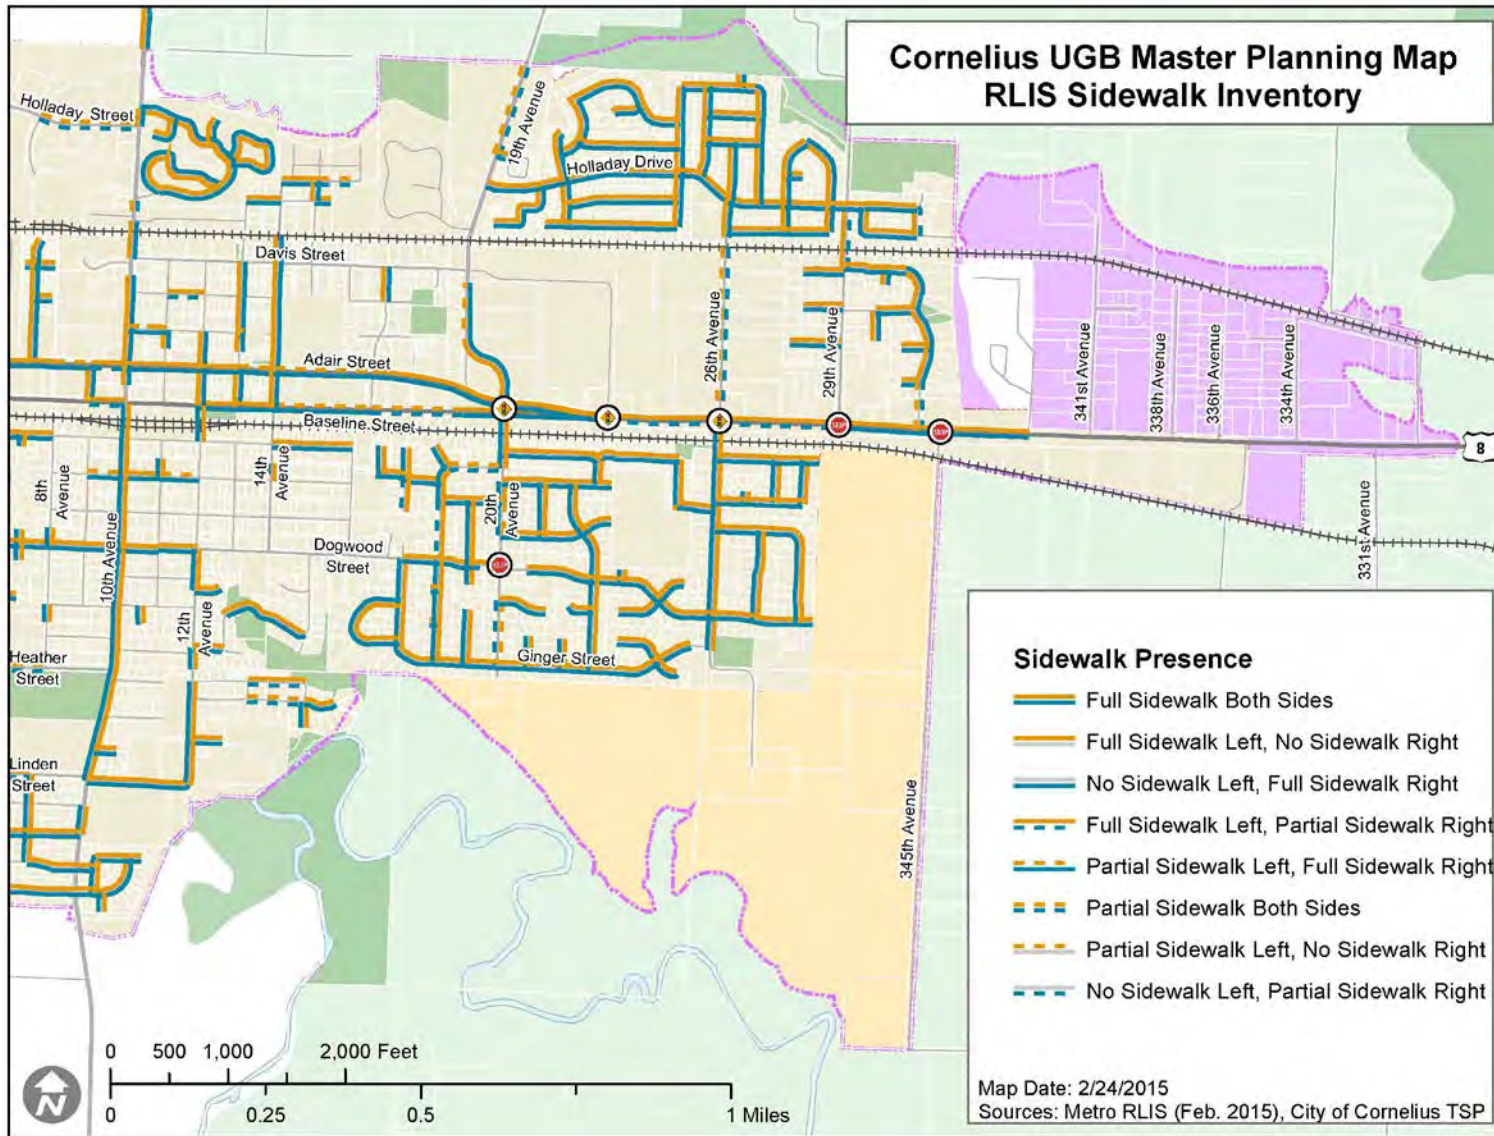 Cornelius UGB Master Planning Map
RLIS Sidewalk Inventory
Holladay Street
19th Avenue
Holladay Drive
Davis Street
26th Avenue
29th Avenue
341st Avenue
338th Avenue
336th Avenue
334th Avenue
Adair Street
Baseline Street
8
8th
Avenue
14th
Avenue
20th
Avenue
10th Avenue
Dogwood
Street
331st Avenue
12th
Avenue
Heather
Street
Ginger Street
Linden
Street
345th Avenue
Sidewalk Presence
Full Sidewalk Both Sides
Full Sidewalk Left, No Sidewalk Right
No Sidewalk Left, Full Sidewalk Right
Full Sidewalk Left, Partial Sidewalk Right
Partial Sidewalk Left, Full Sidewalk Right
Partial Sidewalk Both Sides
Partial Sidewalk Left, No Sidewalk Right
No Sidewalk Left, Partial Sidewalk Right
0 500 1,000 2,000 Feet
0 0.25 0.5 1 Miles
N
Map Date: 2/24/2015
Sources: Metro RLIS (Feb. 2015), City of Cornelius TSP